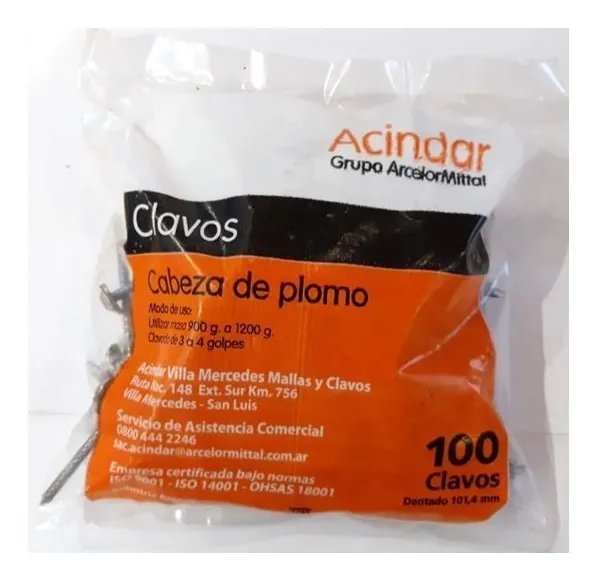 Acindar
Grupo ArcelorMittal
Clavos
Cabeza de plomo
Modo de uso:
Utilizar masa 900 g. a 1200 g.
Clavado de 3 a 4 golpes
Acindar Villa Mercedes Mallas y Clavos
Ruta Nac. 148 Ext. Sur Km. 756
Villa Mercedes - San Luis
Servicio de Asistencia Comercial
0800 444 2246
sac.acindar@arcelormittal.com.ar
Empresa certificada bajo normas
ISO 9001 - ISO 14001 - OHSAS 18001
Industria
100
Clavos
Dentado 101,4 mm